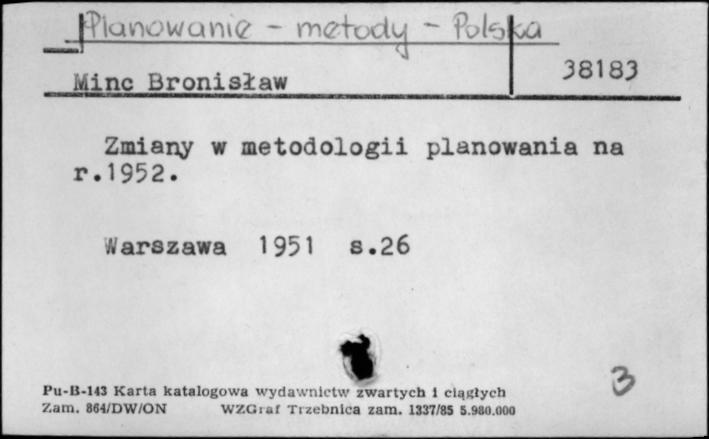 Planowanie - metody - Polska
Minc Bronisław 38183
Zmiany w metodologii planowania na
r.1952.
Warszawa 1951 s.26
3
Pu-B-143 Karta katalogowa wydawnictw zwartych i ciągłych
Zam. 864/DW/ON WZGraf Trzebnica zam. 1337/85 5.980.000